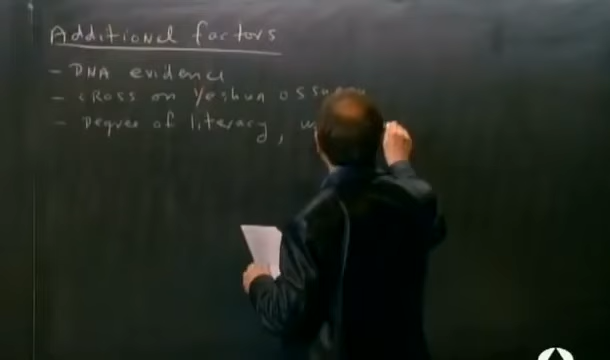 Additional factors
- DNA evidence
- cross on Yeshua ossuary
- Degree of literacy,